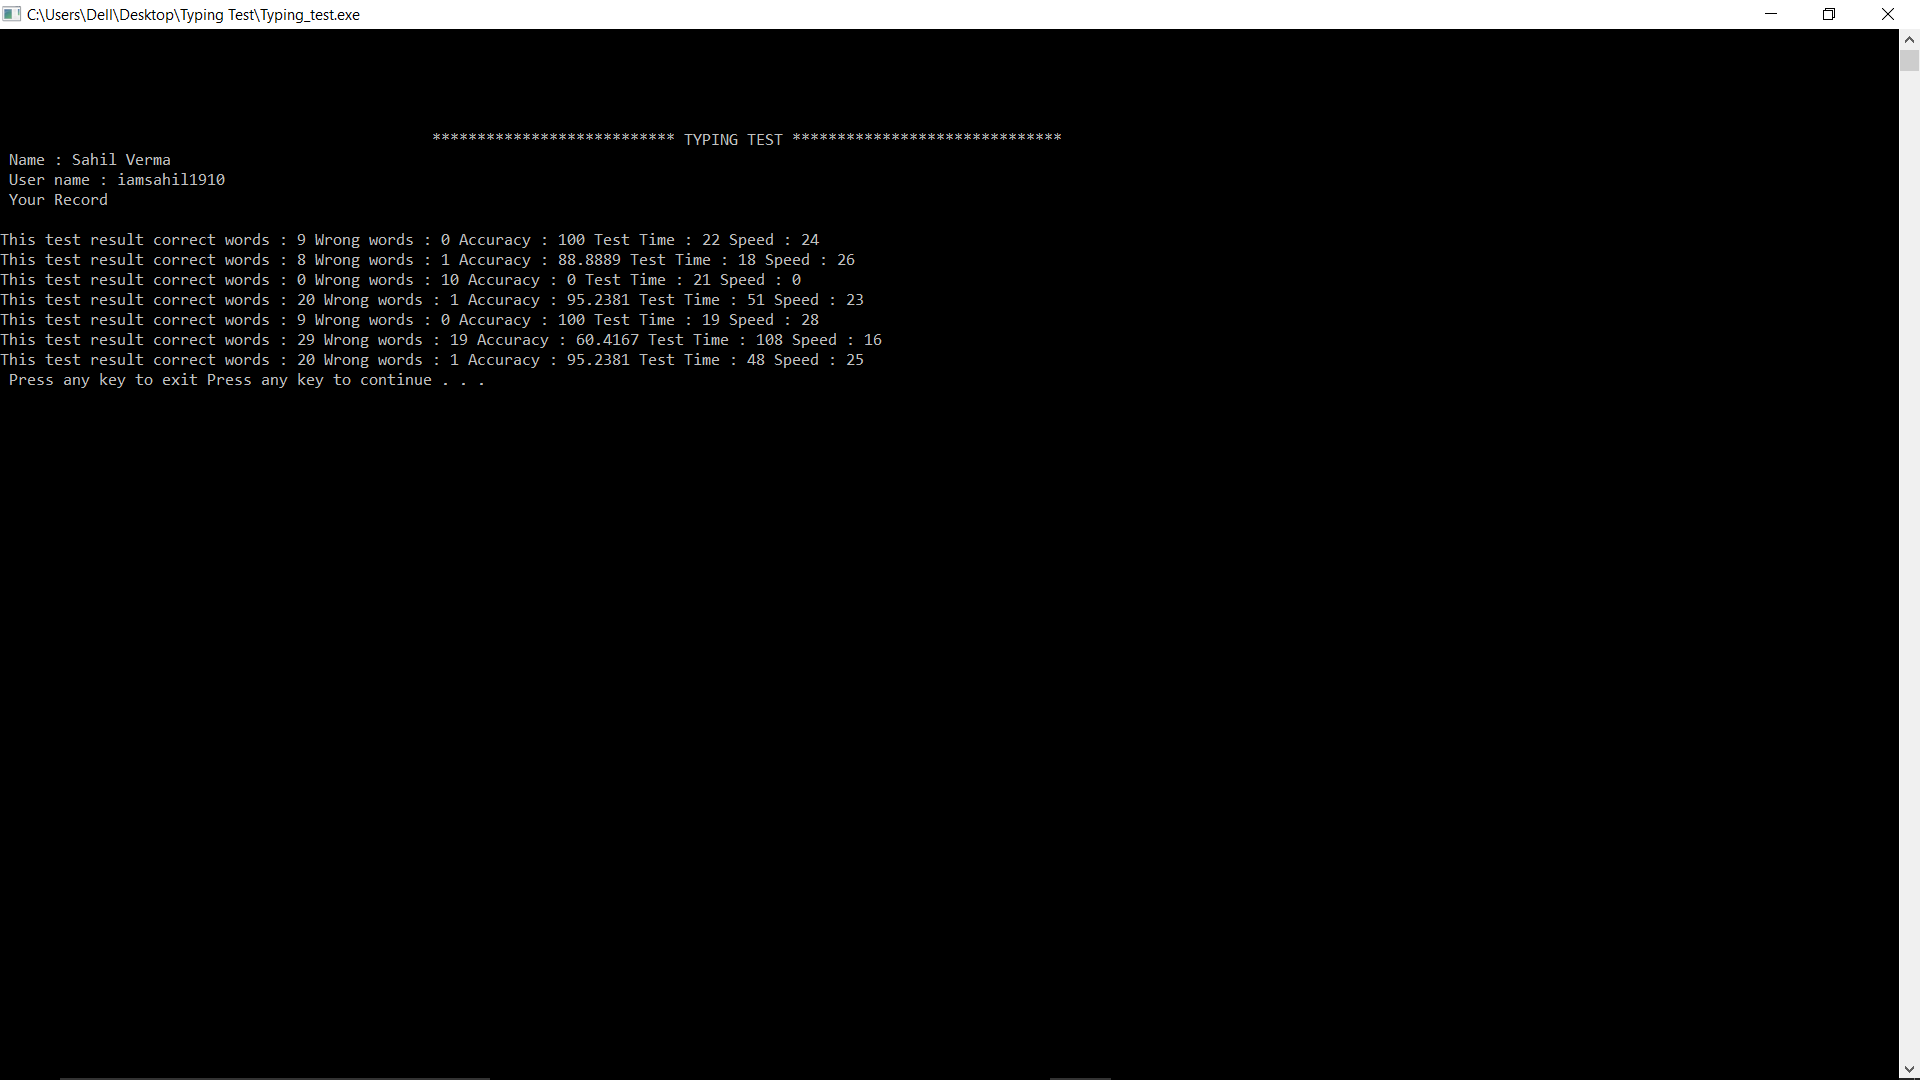 C:\Users\Dell\Desktop\Typing Test\Typing_test.exe
*************************** TYPING TEST ******************************
Name : Sahil Verma
User name : iamsahil1910
Your Record
This test result correct words : 9 Wrong words : 0 Accuracy : 100 Test Time : 22 Speed : 24
This test result correct words : 8 Wrong words : 1 Accuracy : 88.8889 Test Time : 18 Speed : 26
This test result correct words : 0 Wrong words : 10 Accuracy : 0 Test Time : 21 Speed : 0
This test result correct words : 20 Wrong words : 1 Accuracy : 95.2381 Test Time : 51 Speed : 23
This test result correct words : 9 Wrong words : 0 Accuracy : 100 Test Time : 19 Speed : 28
This test result correct words : 29 Wrong words : 19 Accuracy : 60.4167 Test Time : 108 Speed : 16
This test result correct words : 20 Wrong words : 1 Accuracy : 95.2381 Test Time : 48 Speed : 25
Press any key to exit Press any key to continue . . .